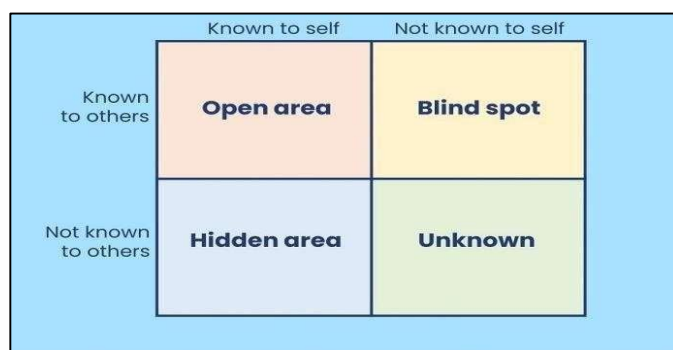 Known to self
Not known to self
Known
to others
Open area
Blind spot
Not known
to others
Hidden area
Unknown